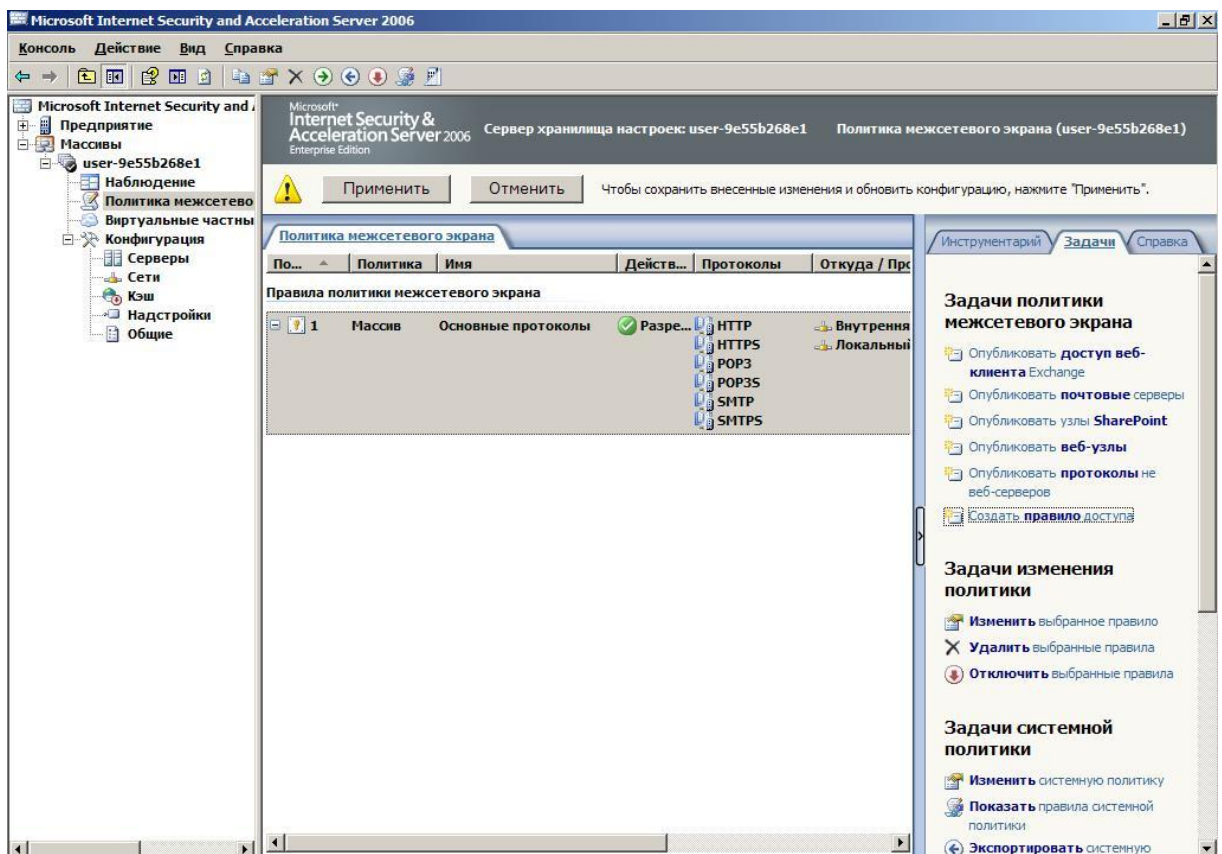 Microsoft Internet Security and Acceleration Server 2006
Консоль Действие Вид Справка
Microsoft Internet Security and
Предприятие
Массивы
user-9e55b268e1
Наблюдение
Политика межсетево
Виртуальные частны
Конфигурация
Серверы
Сети
Кэш
Надстройки
Общие
Microsoft
Internet Security &
Acceleration Server 2006
Enterprise Edition
Сервер хранилища настроек: user-9e55b268e1 Политика межсетевого экрана (user-9e55b268e1)
Применить Отменить Чтобы сохранить внесенные изменения и обновить конфигурацию, нажмите "Применить".
Политика межсетевого экрана
По... Политика Имя Действ... Протоколы Откуда / Прс
Правила политики межсетевого экрана
1 Массив Основные протоколы Разре... HTTP Внутрення
HTTPS Локальный
POP3
POP3S
SMTP
SMTPS
Инструментарий Задачи Справка
Задачи политики
межсетевого экрана
Опубликовать доступ веб-
клиента Exchange
Опубликовать почтовые серверы
Опубликовать узлы SharePoint
Опубликовать веб-узлы
Опубликовать протоколы не
веб-серверов
Создать правило доступа
Задачи изменения
политики
Изменить выбранное правило
Удалить выбранные правила
Отключить выбранные правила
Задачи системной
политики
Изменить системную политику
Показать правила системной
политики
Экспортировать системную